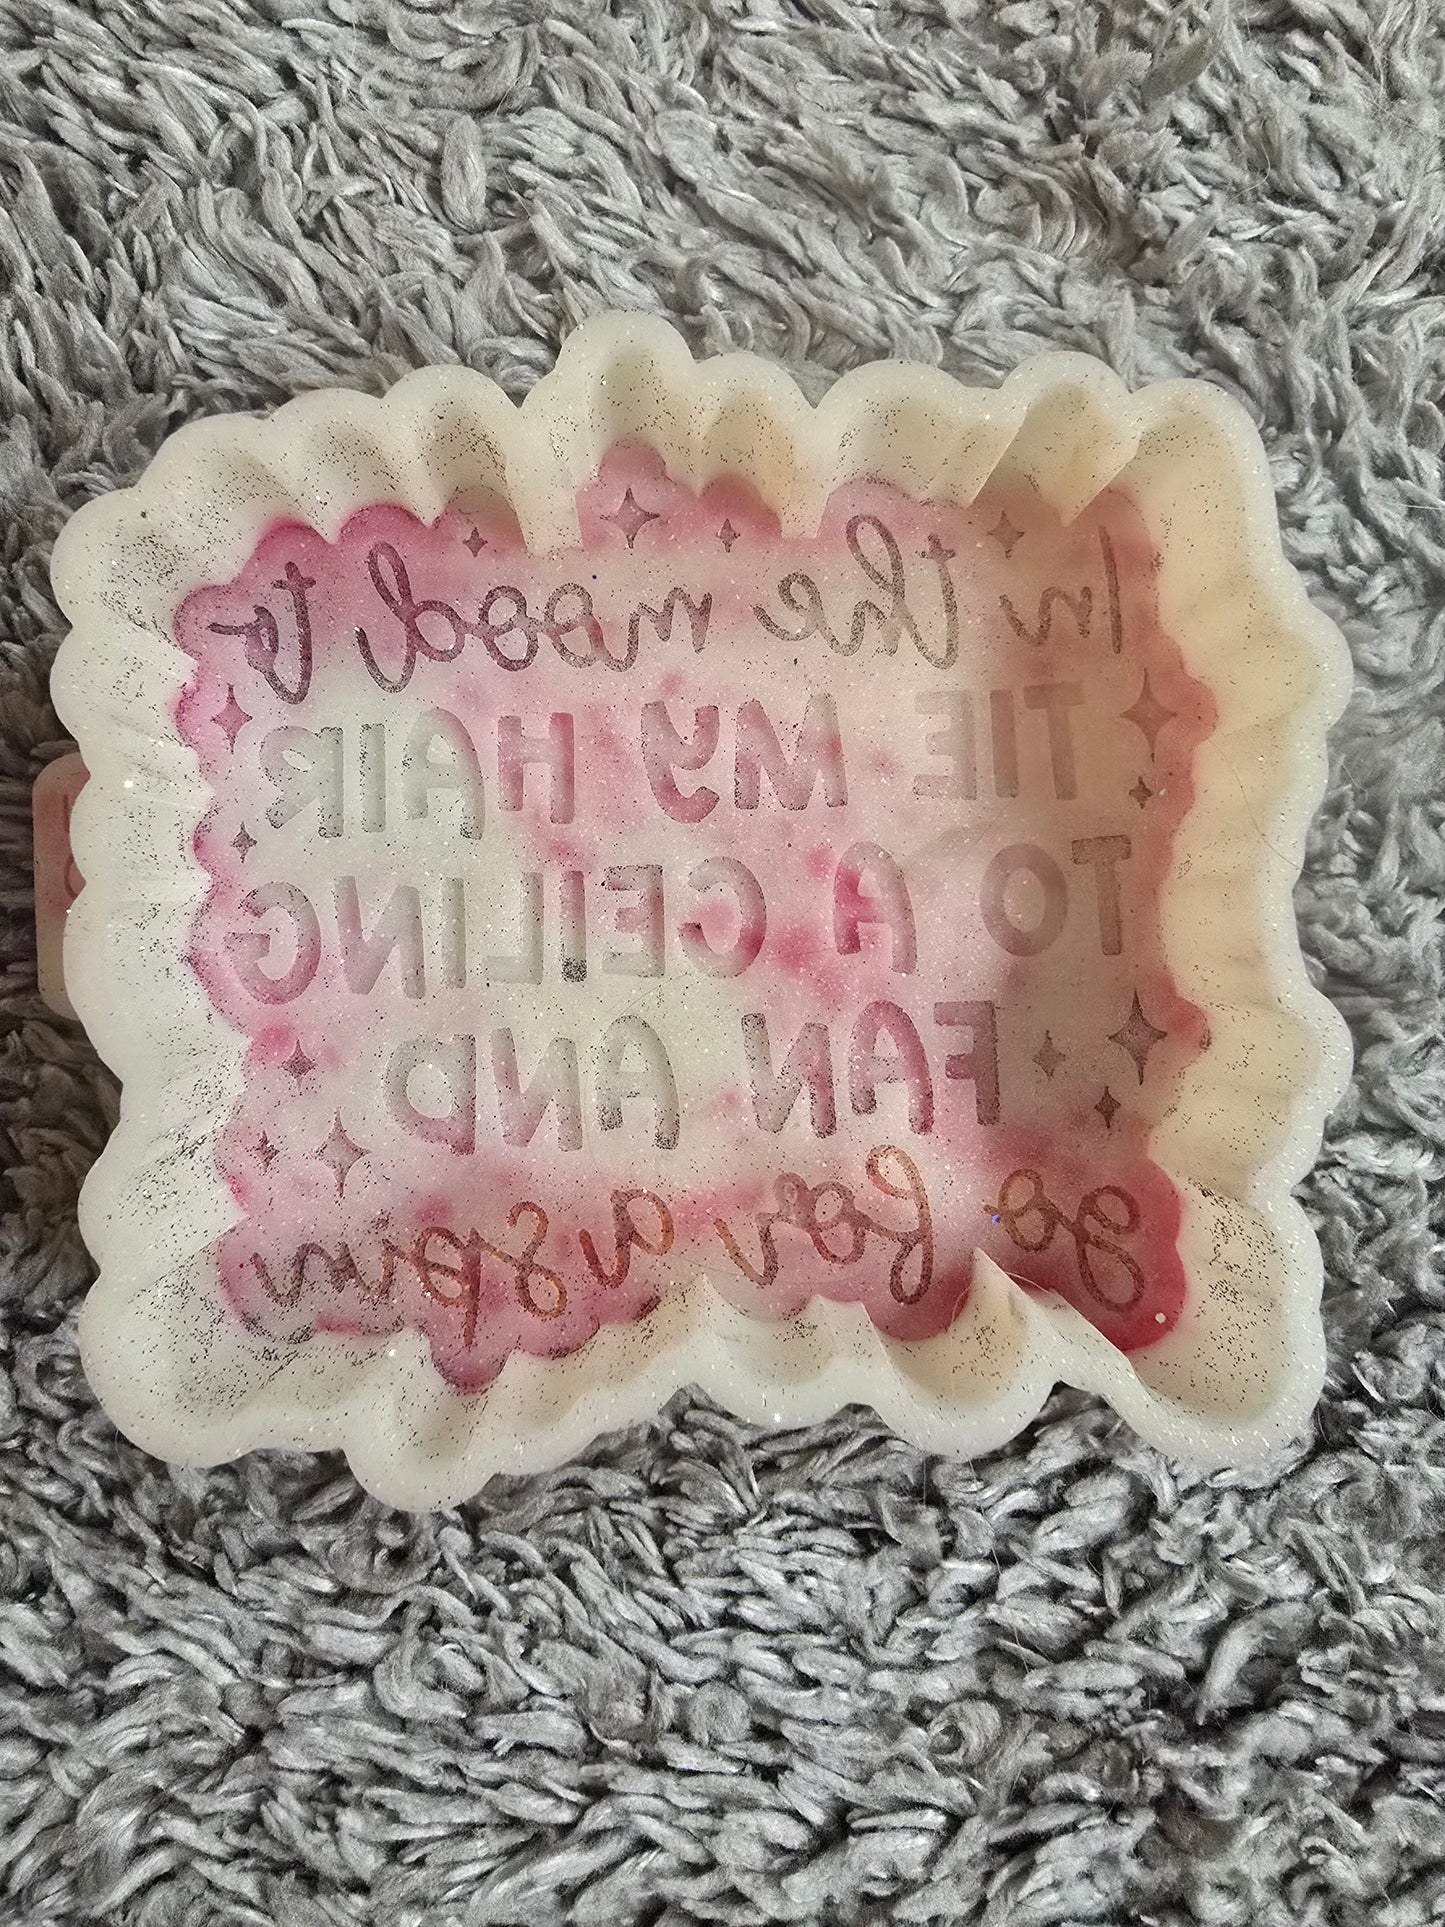 In the mood to
TIE MY HAIR
TO A CEILING
FAN AND
go for a spin